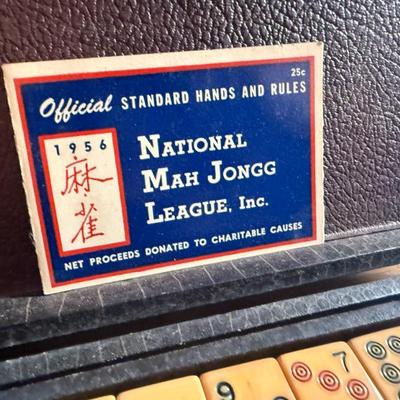 25c
Official STANDARD HANDS AND RULES
1956
麻
雀
NATIONAL
MAH JONGG
LEAGUE, INC.
NET PROCEEDS DONATED TO CHARITABLE CAUSES
9
7